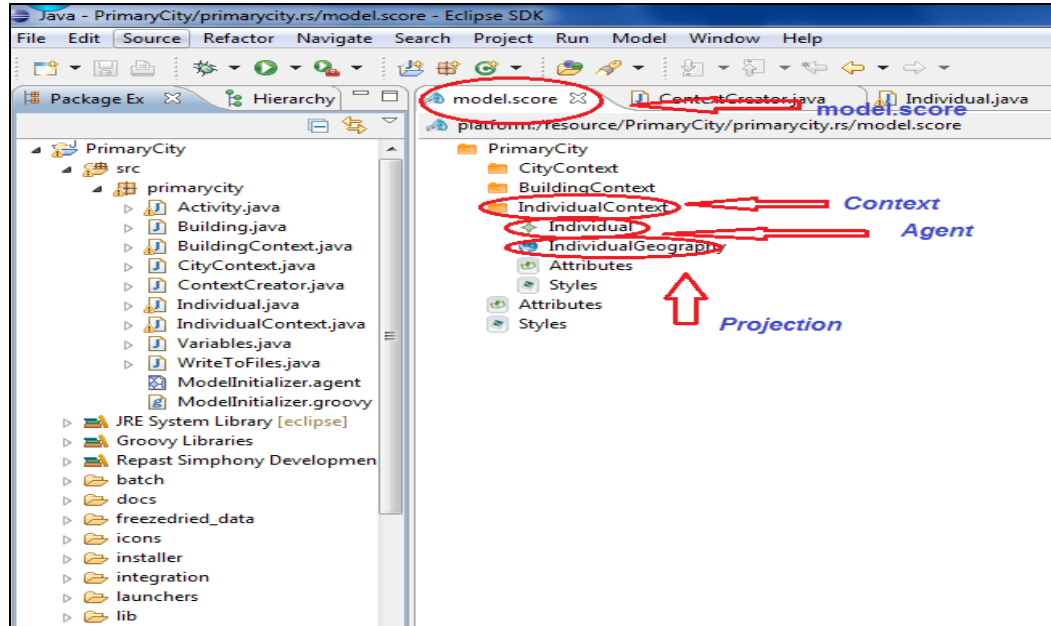 Java - PrimaryCity/primarycity.rs/model.score - Eclipse SDK
File Edit Source Refactor Navigate Search Project Run Model Window Help
Package Ex Hierarchy
model.score ContextCreator.java Individual.java
model.score
platform:/resource/PrimaryCity/primarycity.rs/model.score
PrimaryCity
src
primarycity
Activity.java
Building.java
BuildingContext.java
CityContext.java
ContextCreator.java
Individual.java
IndividualContext.java
Variables.java
WriteToFiles.java
ModelInitializer.agent
ModelInitializer.groovy
JRE System Library [eclipse]
Groovy Libraries
Repast Simphony Developmen
batch
docs
freezedried_data
icons
installer
integration
launchers
lib
PrimaryCity
CityContext
BuildingContext
IndividualContext
Context
Individual
Agent
IndividualGeography
Attributes
Styles
Attributes
Styles
Projection